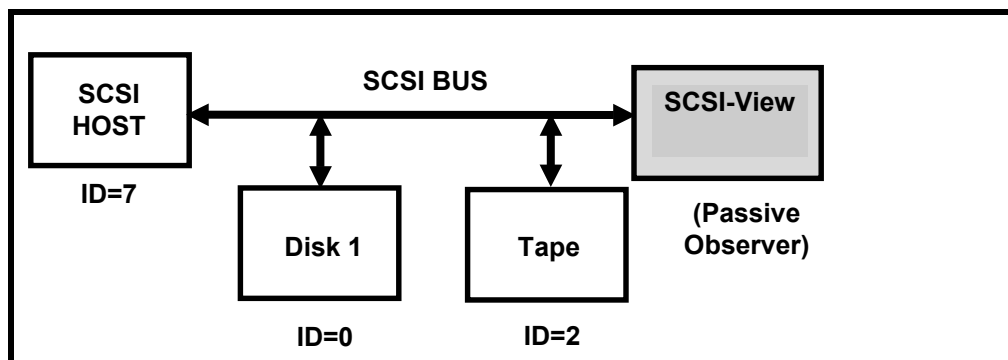 SCSI
HOST
ID=7
SCSI BUS
SCSI-View
(Passive
Observer)
Disk 1
ID=0
Tape
ID=2